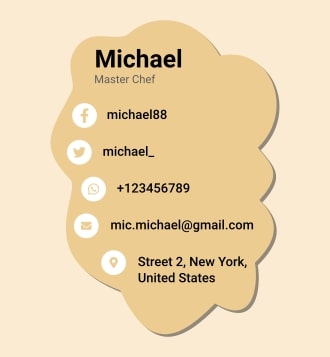 Michael
Master Chef
michael88
michael_
+123456789
mic.michael@gmail.com
Street 2, New York,
United States